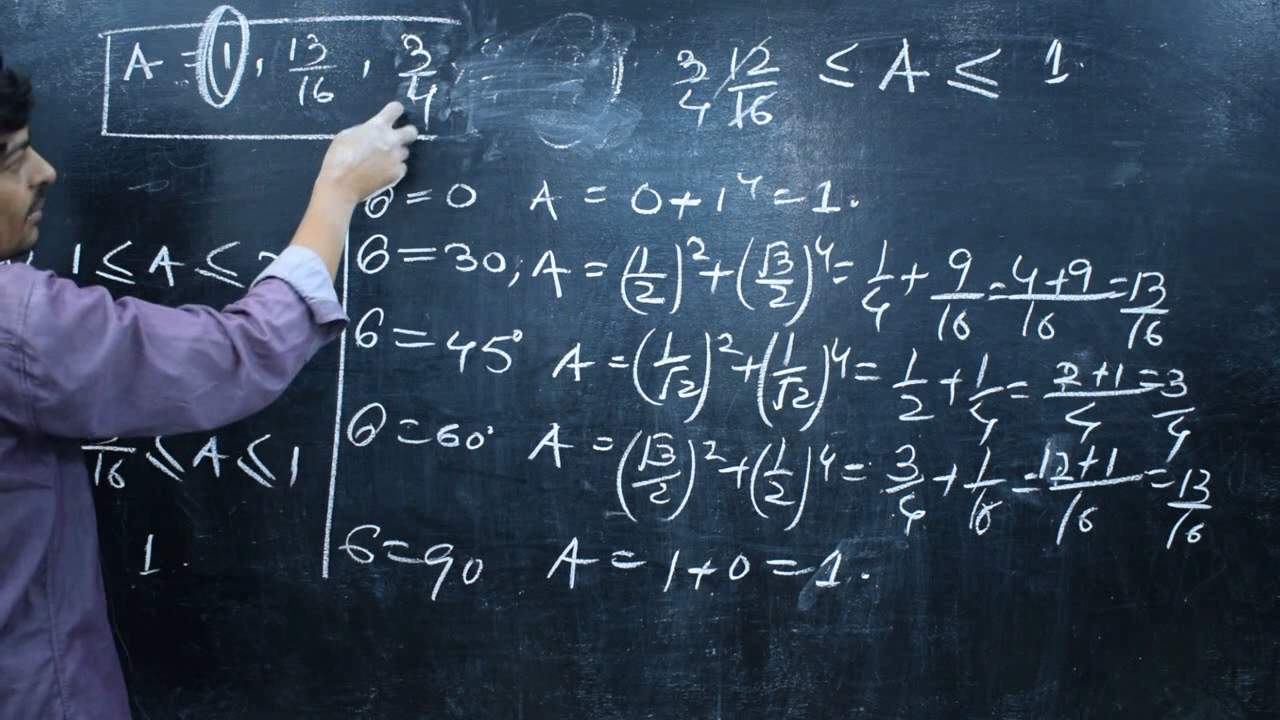 A = 1, 13/16, 3/4
3/4 12/16 ≤ A ≤ 1.
θ = 0 A = 0 + 1⁴ = 1.
θ = 30, A = (1/2)² + (√3/2)⁴ = 1/4 + 9/16 = 4+9/16 = 13/16
θ = 45° A = (1/√2)² + (1/√2)⁴ = 1/2 + 1/4 = 2+1/4 = 3/4
θ = 60° A = (√3/2)² + (1/2)⁴ = 3/4 + 1/16 = 12+1/16 = 13/16
θ = 90 A = 1 + 0 = 1.
1 ≤ A ≤
/16 ≤ A ≤ 1
1.